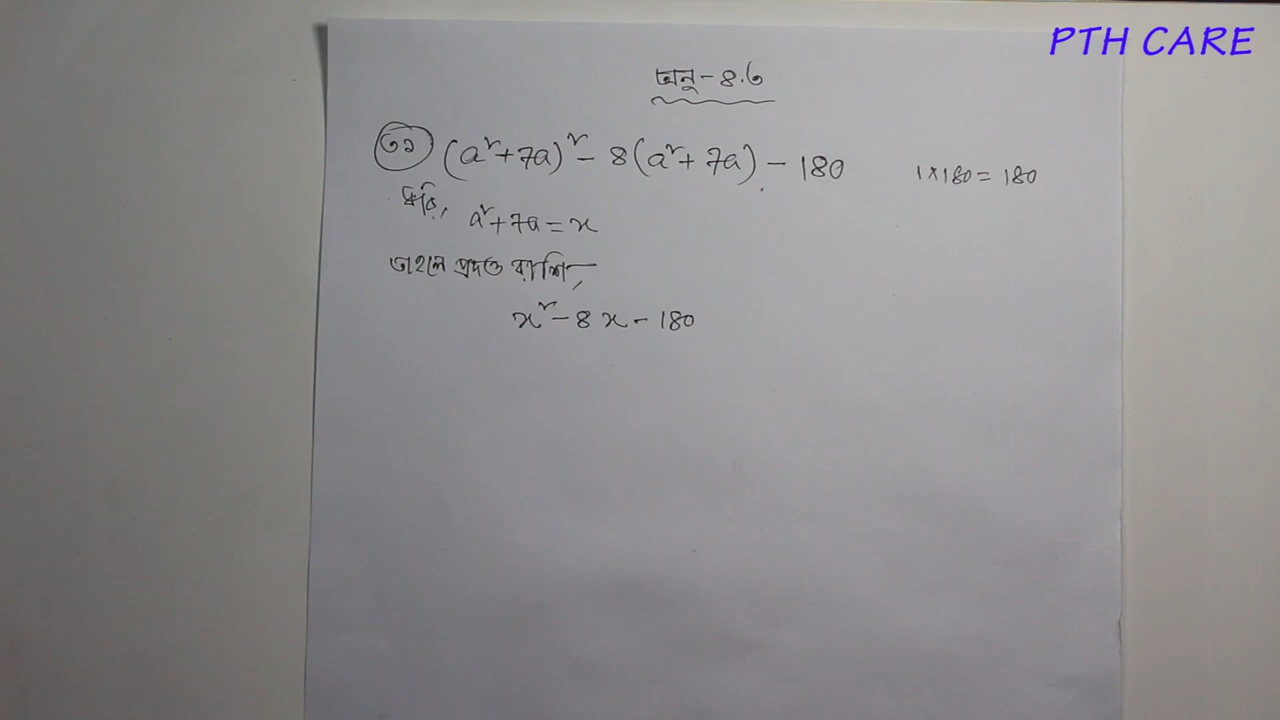 PTH CARE
অনু - ৪.৩
৩১ (a²+7a)² - 8(a²+7a) - 180
1×180 = 180
ধরি, a²+7a = x
তাহলে প্রদত্ত রাশি,
x² - 8x - 180